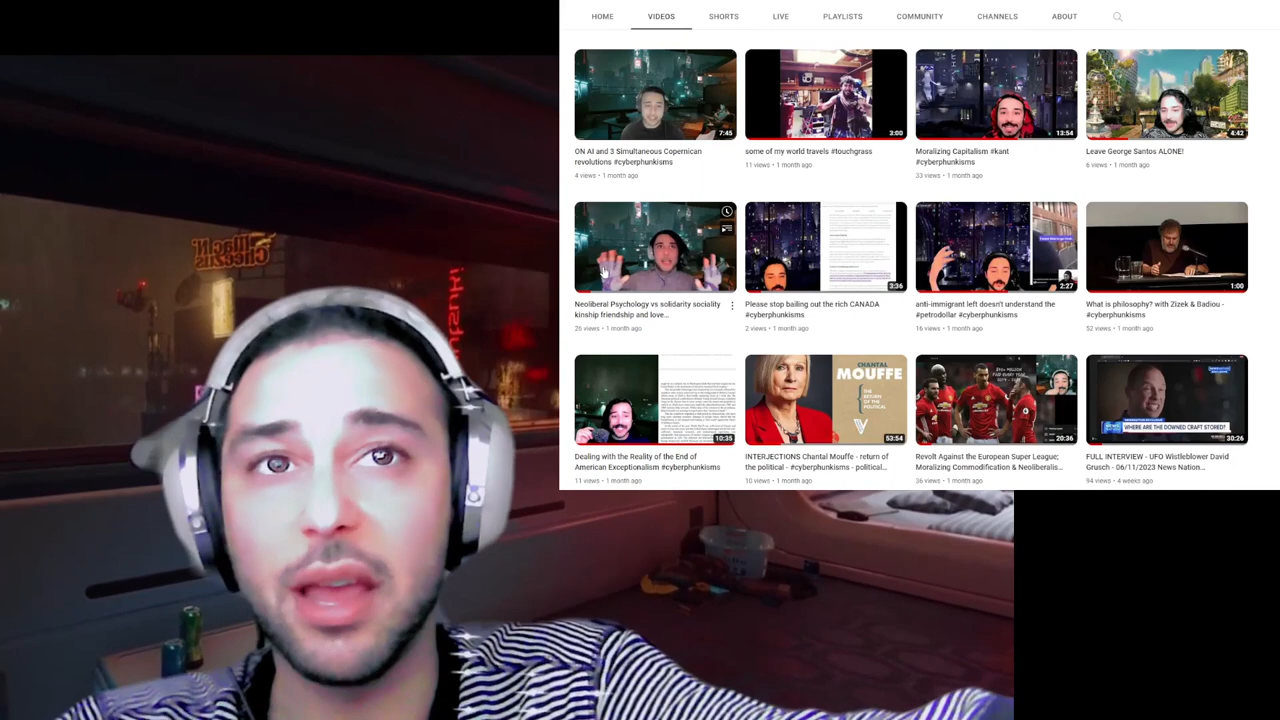 HOME VIDEOS SHORTS LIVE PLAYLISTS COMMUNITY CHANNELS ABOUT
7:45
3:00
13:54
4:42
ON AI and 3 Simultaneous Copernican
revolutions #cyberphunkisms
4 views • 1 month ago
some of my world travels #touchgrass
11 views • 1 month ago
Moralizing Capitalism #kant
#cyberphunkisms
33 views • 1 month ago
Leave George Santos ALONE!
6 views • 1 month ago
3:36
2:27
1:00
Neoliberal Psychology vs solidarity sociality
kinship friendship and love...
26 views • 1 month ago
Please stop bailing out the rich CANADA
#cyberphunkisms
2 views • 1 month ago
anti-immigrant left doesn't understand the
#petrodollar #cyberphunkisms
16 views • 1 month ago
What is philosophy? with Zizek & Badiou -
#cyberphunkisms
52 views • 1 month ago
10:35
CHANTAL
MOUFFE
THE
RETURN
OF THE
POLITICAL
53:54
20:36
WHERE ARE THE DOWNED CRAFT STORED?
30:26
Dealing with the Reality of the End of
American Exceptionalism #cyberphunkisms
11 views • 1 month ago
INTERJECTIONS Chantal Mouffe - return of
the political - #cyberphunkisms - political...
10 views • 1 month ago
Revolt Against the European Super League;
Moralizing Commodification & Neoliberalis...
36 views • 1 month ago
FULL INTERVIEW - UFO Wistleblower David
Grusch - 06/11/2023 News Nation...
94 views • 4 weeks ago